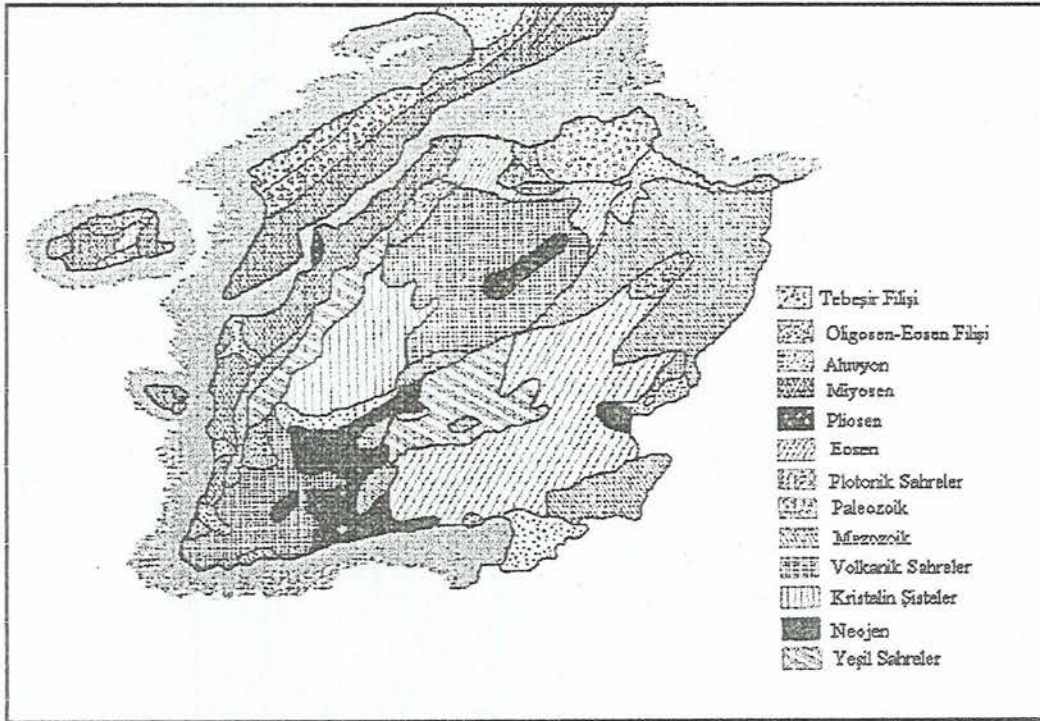 Tebeşir Filişi
Oligosen-Eosen Filişi
Aluvyon
Miyosen
Pliosen
Eosen
Plotonik Sahreler
Paleozoik
Mezozoik
Volkanik Sahreler
Kristalin Şisteler
Neojen
Yeşil Sahreler